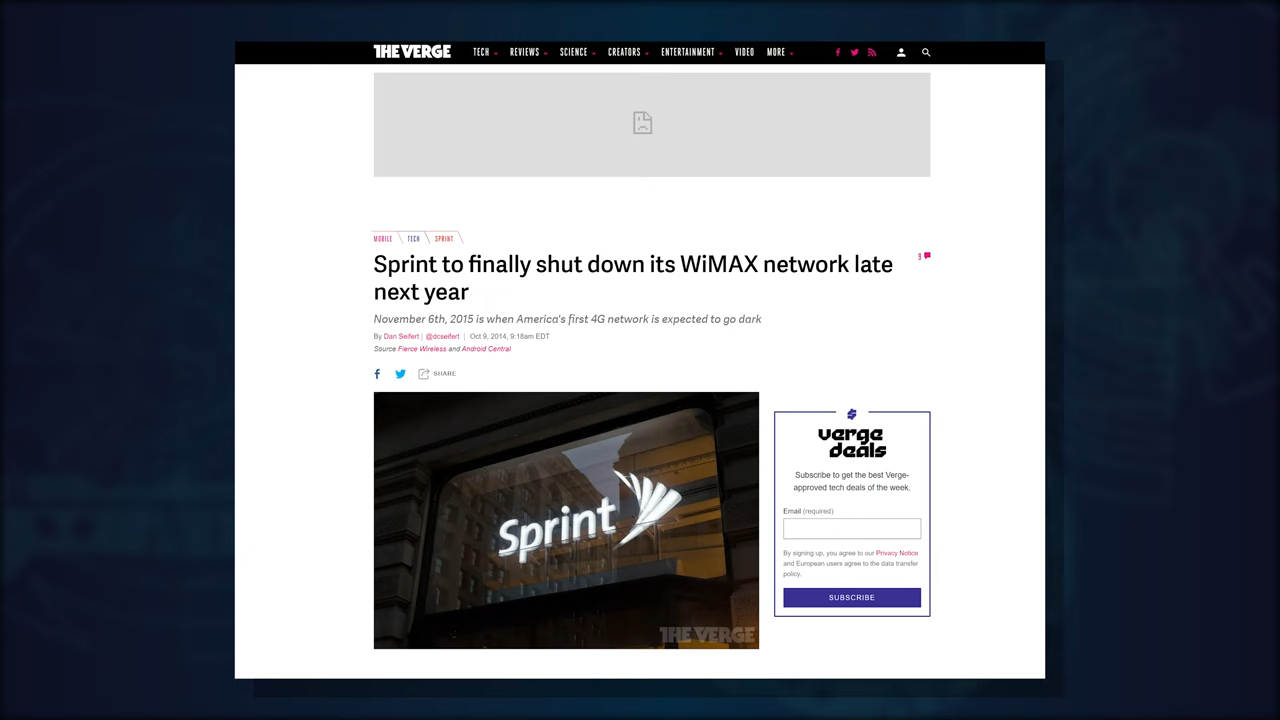 THE VERGE TECH REVIEWS SCIENCE CREATORS ENTERTAINMENT VIDEO MORE
MOBILE TECH SPRINT
Sprint to finally shut down its WiMAX network late
next year
9
November 6th, 2015 is when America's first 4G network is expected to go dark
By Dan Seifert | @dcseifert | Oct 9, 2014, 9:18am EDT
Source Fierce Wireless and Android Central
SHARE
Sprint
THE VERGE
verge
deals
Subscribe to get the best Verge-
approved tech deals of the week.
Email (required)
By signing up, you agree to our Privacy Notice
and European users agree to the data transfer
policy.
SUBSCRIBE